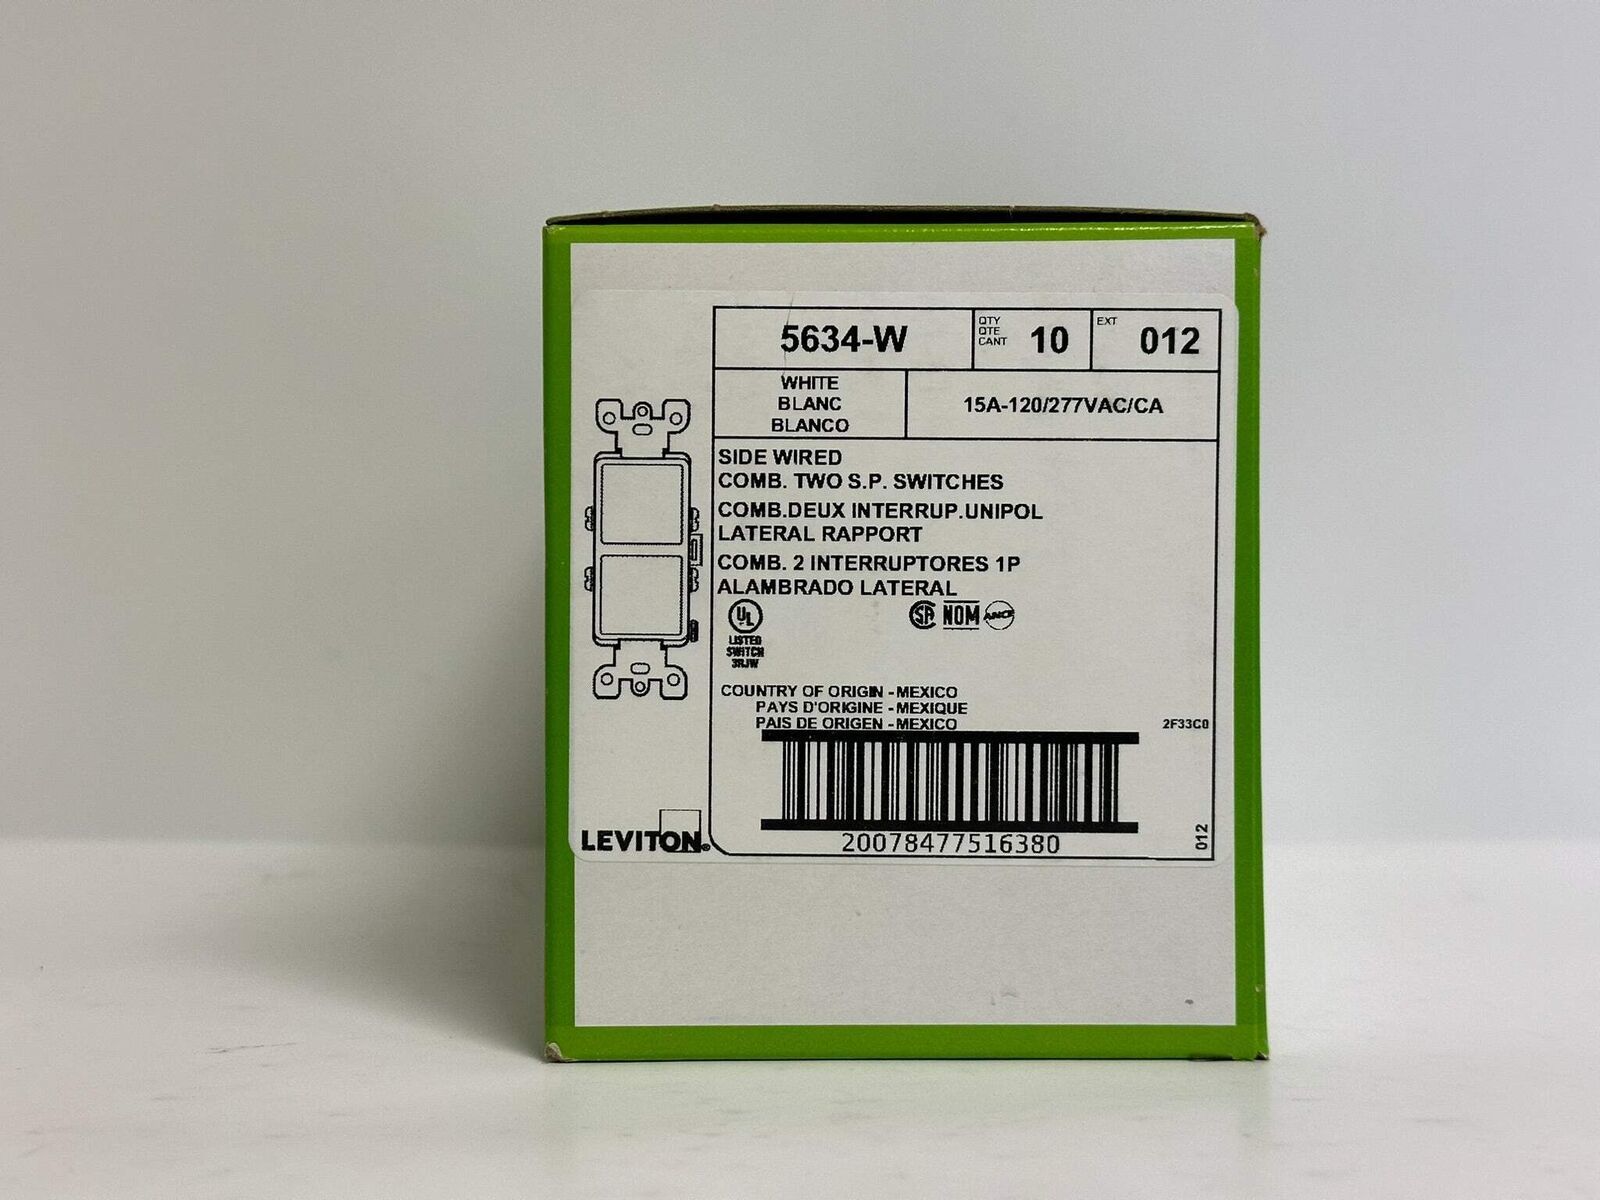 5634-W
QTY
QTE
CANT
10
EXT
012
WHITE
BLANC
BLANCO
15A-120/277VAC/CA
SIDE WIRED
COMB. TWO S.P. SWITCHES
COMB.DEUX INTERRUP.UNIPOL
LATERAL RAPPORT
COMB. 2 INTERRUPTORES 1P
ALAMBRADO LATERAL
UL
LISTED
SWITCH
3RJW
SA NOM ANCE
COUNTRY OF ORIGIN - MEXICO
PAYS D'ORIGINE - MEXIQUE
PAIS DE ORIGEN - MEXICO
2F33C0
20078477516380
012
LEVITON®